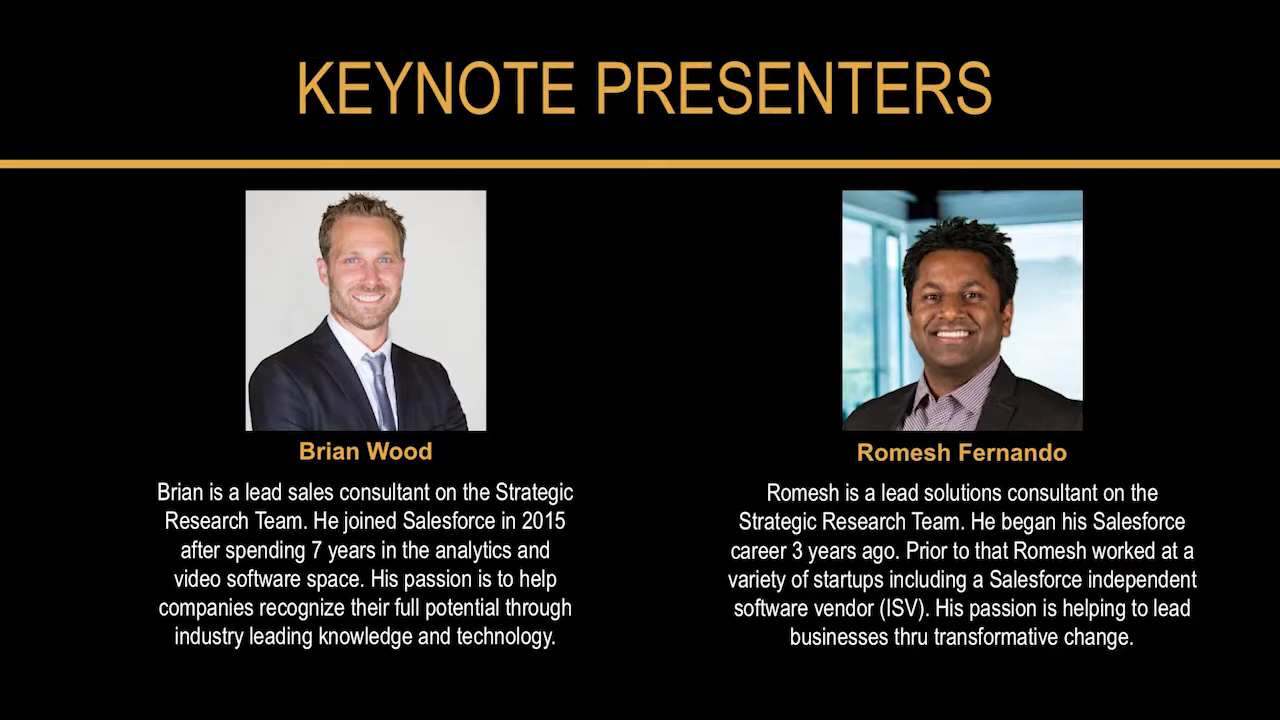 KEYNOTE PRESENTERS
Brian Wood
Brian is a lead sales consultant on the Strategic
Research Team. He joined Salesforce in 2015
after spending 7 years in the analytics and
video software space. His passion is to help
companies recognize their full potential through
industry leading knowledge and technology.
Romesh Fernando
Romesh is a lead solutions consultant on the
Strategic Research Team. He began his Salesforce
career 3 years ago. Prior to that Romesh worked at a
variety of startups including a Salesforce independent
software vendor (ISV). His passion is helping to lead
businesses thru transformative change.